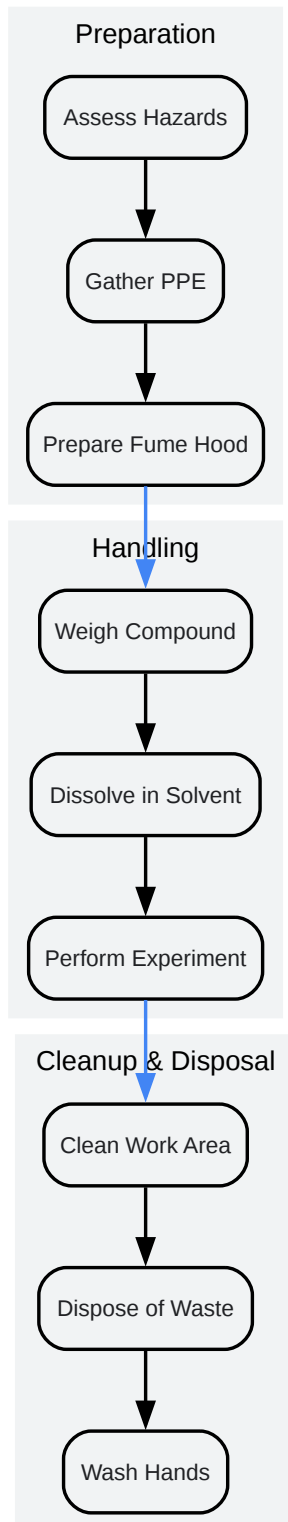 Preparation
Assess Hazards
Gather PPE
Prepare Fume Hood
Handling
Weigh Compound
Dissolve in Solvent
Perform Experiment
Cleanup & Disposal
Clean Work Area
Dispose of Waste
Wash Hands